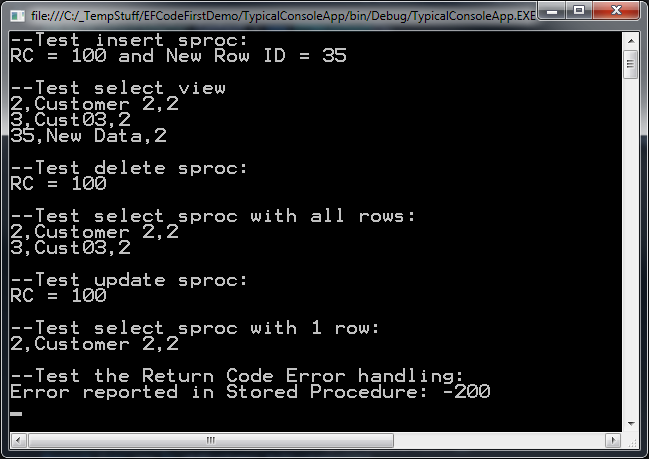 file:///C:/_TempStuff/EFCodeFirstDemo/TypicalConsoleApp/bin/Debug/TypicalConsoleApp.EXE
--Test insert sproc:
RC = 100 and New Row ID = 35
--Test select view
2,Customer 2,2
3,Cust03,2
35,New Data,2
--Test delete sproc:
RC = 100
--Test select sproc with all rows:
2,Customer 2,2
3,Cust03,2
--Test update sproc:
RC = 100
--Test select sproc with 1 row:
2,Customer 2,2
--Test the Return Code Error handling:
Error reported in Stored Procedure: -200